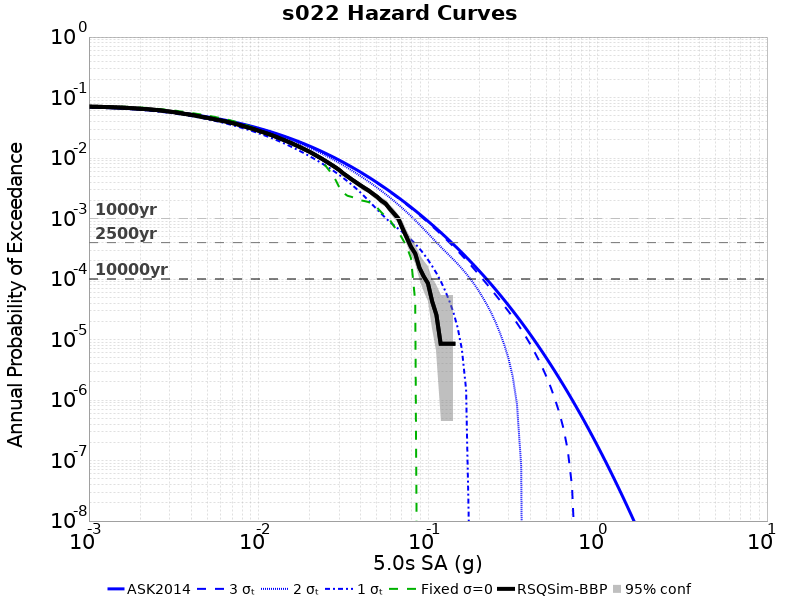 s022 Hazard Curves
Annual Probability of Exceedance
10⁰
10⁻¹
10⁻²
10⁻³
10⁻⁴
10⁻⁵
10⁻⁶
10⁻⁷
10⁻⁸
1000yr
2500yr
10000yr
10⁻³ 10⁻² 10⁻¹ 10⁰ 10¹
5.0s SA (g)
ASK2014 3 σₜ 2 σₜ 1 σₜ Fixed σ=0 RSQSim-BBP 95% conf